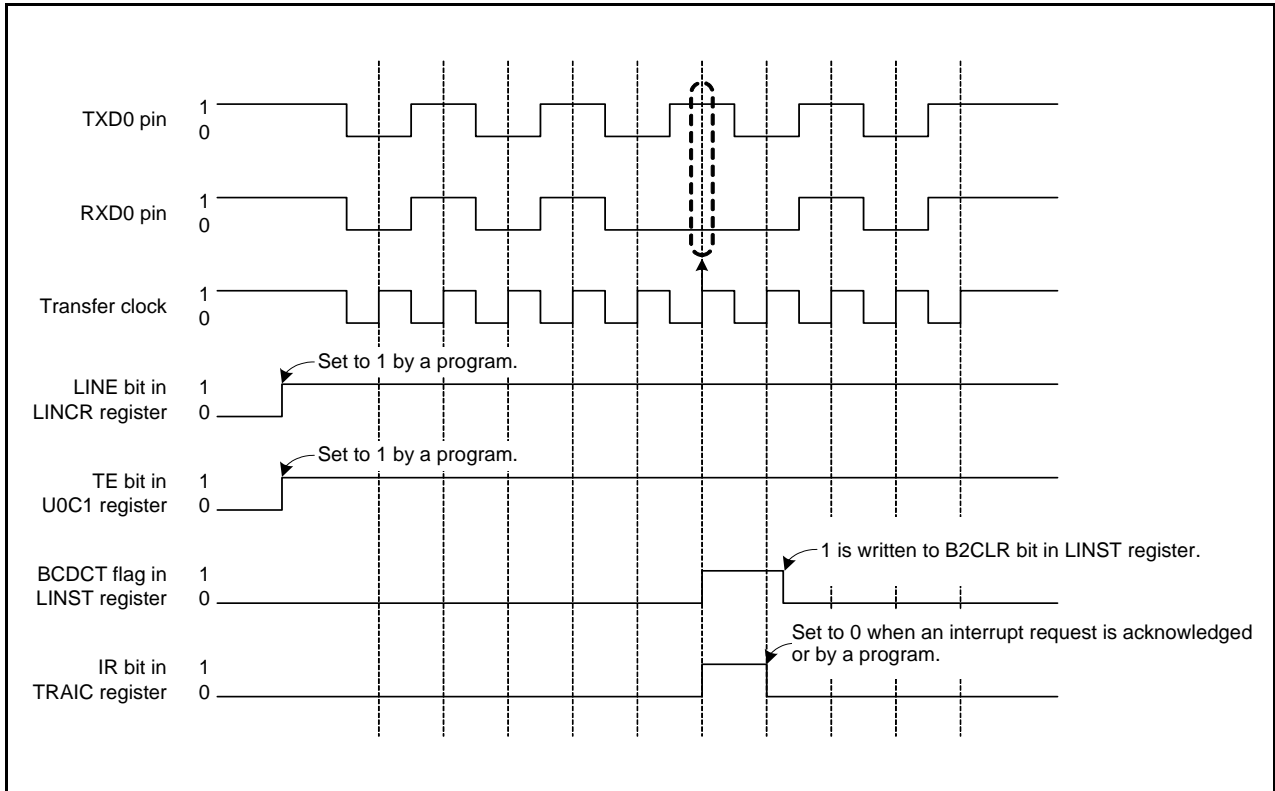 TXD0 pin
1
0
RXD0 pin
1
0
Transfer clock
1
0
Set to 1 by a program.
LINE bit in
LINCR register
1
0
Set to 1 by a program.
TE bit in
U0C1 register
1
0
1 is written to B2CLR bit in LINST register.
BCDCT flag in
LINST register
1
0
Set to 0 when an interrupt request is acknowledged
or by a program.
IR bit in
TRAIC register
1
0